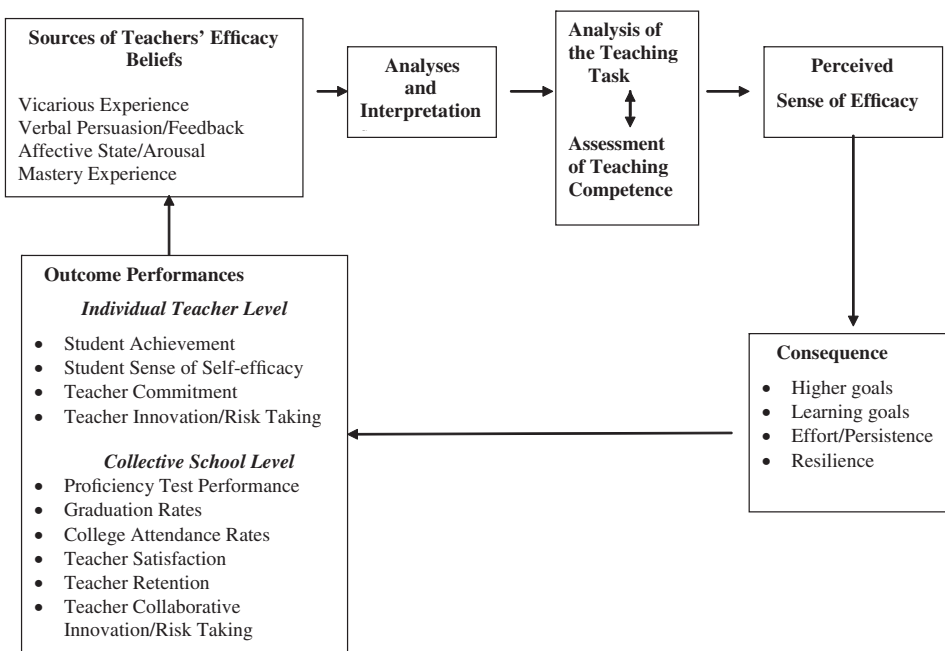 Sources of Teachers' Efficacy
Beliefs
Vicarious Experience
Verbal Persuasion/Feedback
Affective State/Arousal
Mastery Experience
Analyses
and
Interpretation
Analysis of
the Teaching
Task
Assessment
of Teaching
Competence
Perceived
Sense of Efficacy
Consequence
• Higher goals
• Learning goals
• Effort/Persistence
• Resilience
Outcome Performances
Individual Teacher Level
• Student Achievement
• Student Sense of Self-efficacy
• Teacher Commitment
• Teacher Innovation/Risk Taking
Collective School Level
• Proficiency Test Performance
• Graduation Rates
• College Attendance Rates
• Teacher Satisfaction
• Teacher Retention
• Teacher Collaborative
Innovation/Risk Taking